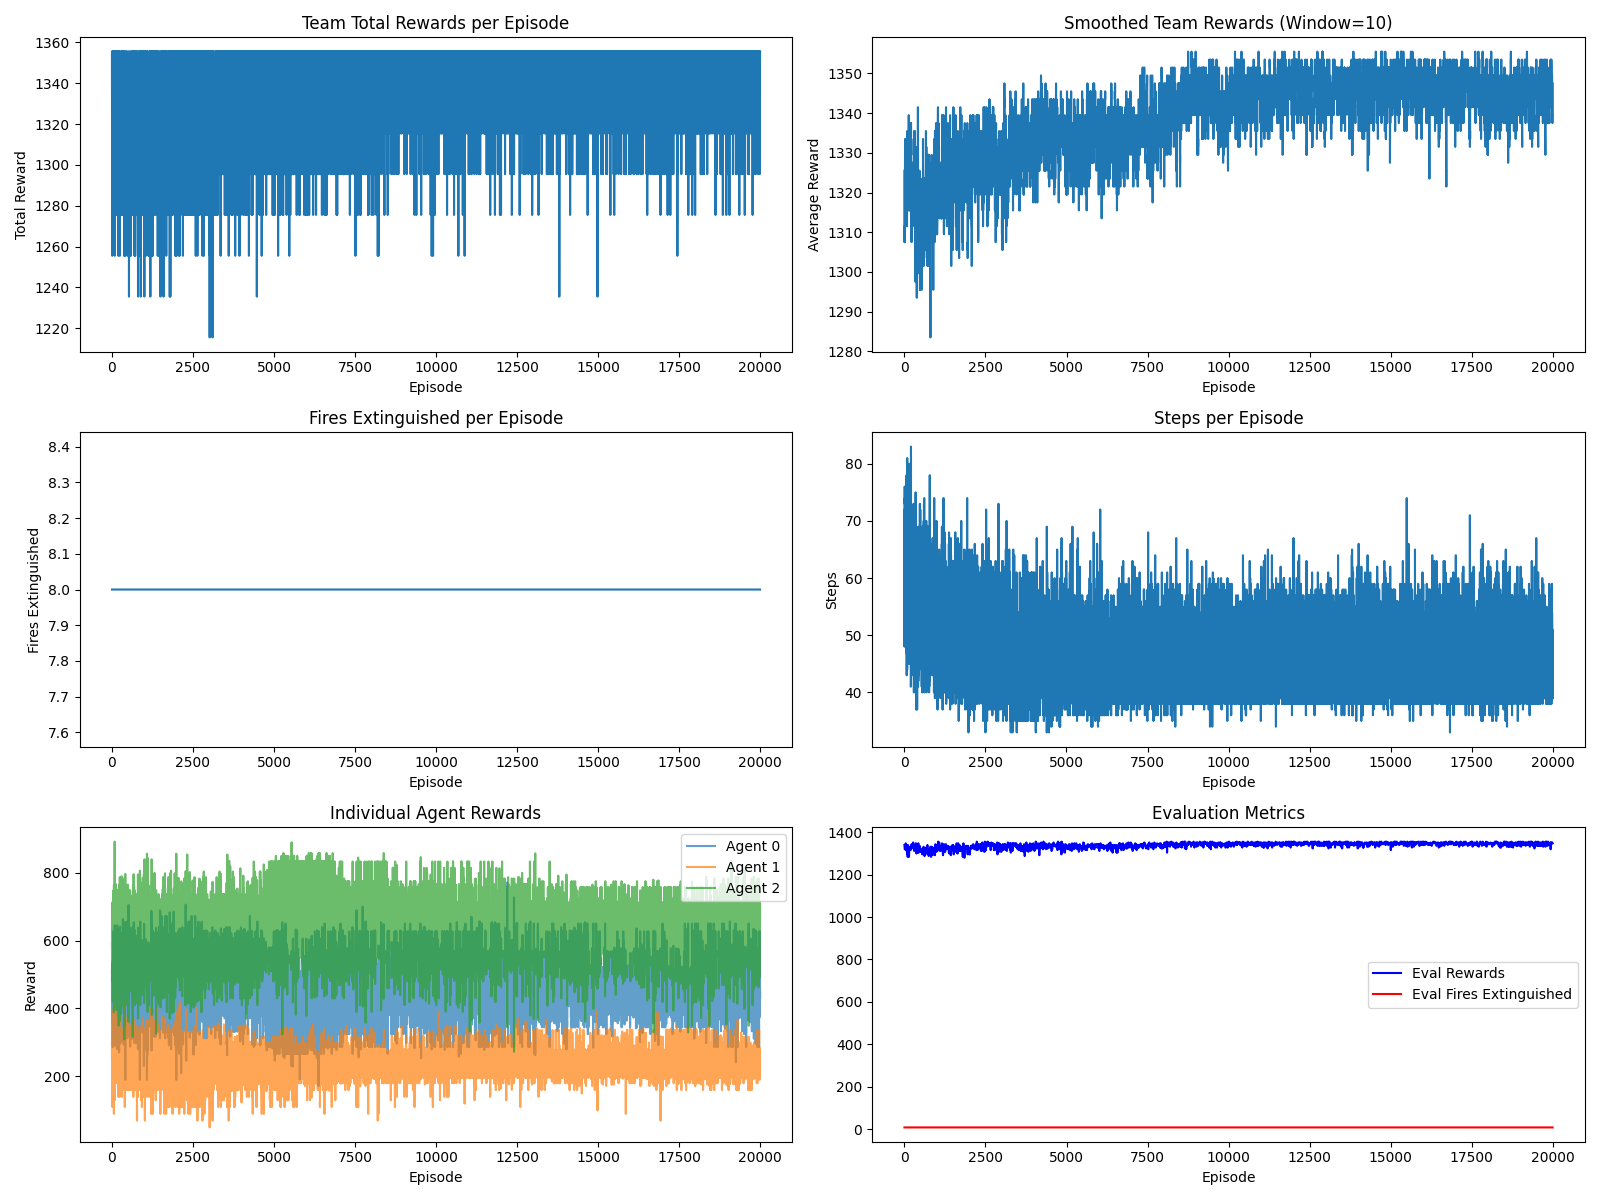 Team Total Rewards per Episode
Total Reward
1360
1340
1320
1300
1280
1260
1240
1220
0 2500 5000 7500 10000 12500 15000 17500 20000
Episode
Smoothed Team Rewards (Window=10)
Average Reward
1350
1340
1330
1320
1310
1300
1290
1280
0 2500 5000 7500 10000 12500 15000 17500 20000
Episode
Fires Extinguished per Episode
Fires Extinguished
8.4
8.3
8.2
8.1
8.0
7.9
7.8
7.7
7.6
0 2500 5000 7500 10000 12500 15000 17500 20000
Episode
Steps per Episode
Steps
80
70
60
50
40
0 2500 5000 7500 10000 12500 15000 17500 20000
Episode
Individual Agent Rewards
Reward
800
600
400
200
Agent 0
Agent 1
Agent 2
0 2500 5000 7500 10000 12500 15000 17500 20000
Episode
Evaluation Metrics
1400
1200
1000
800
600
400
200
0
Eval Rewards
Eval Fires Extinguished
0 2500 5000 7500 10000 12500 15000 17500 20000
Episode